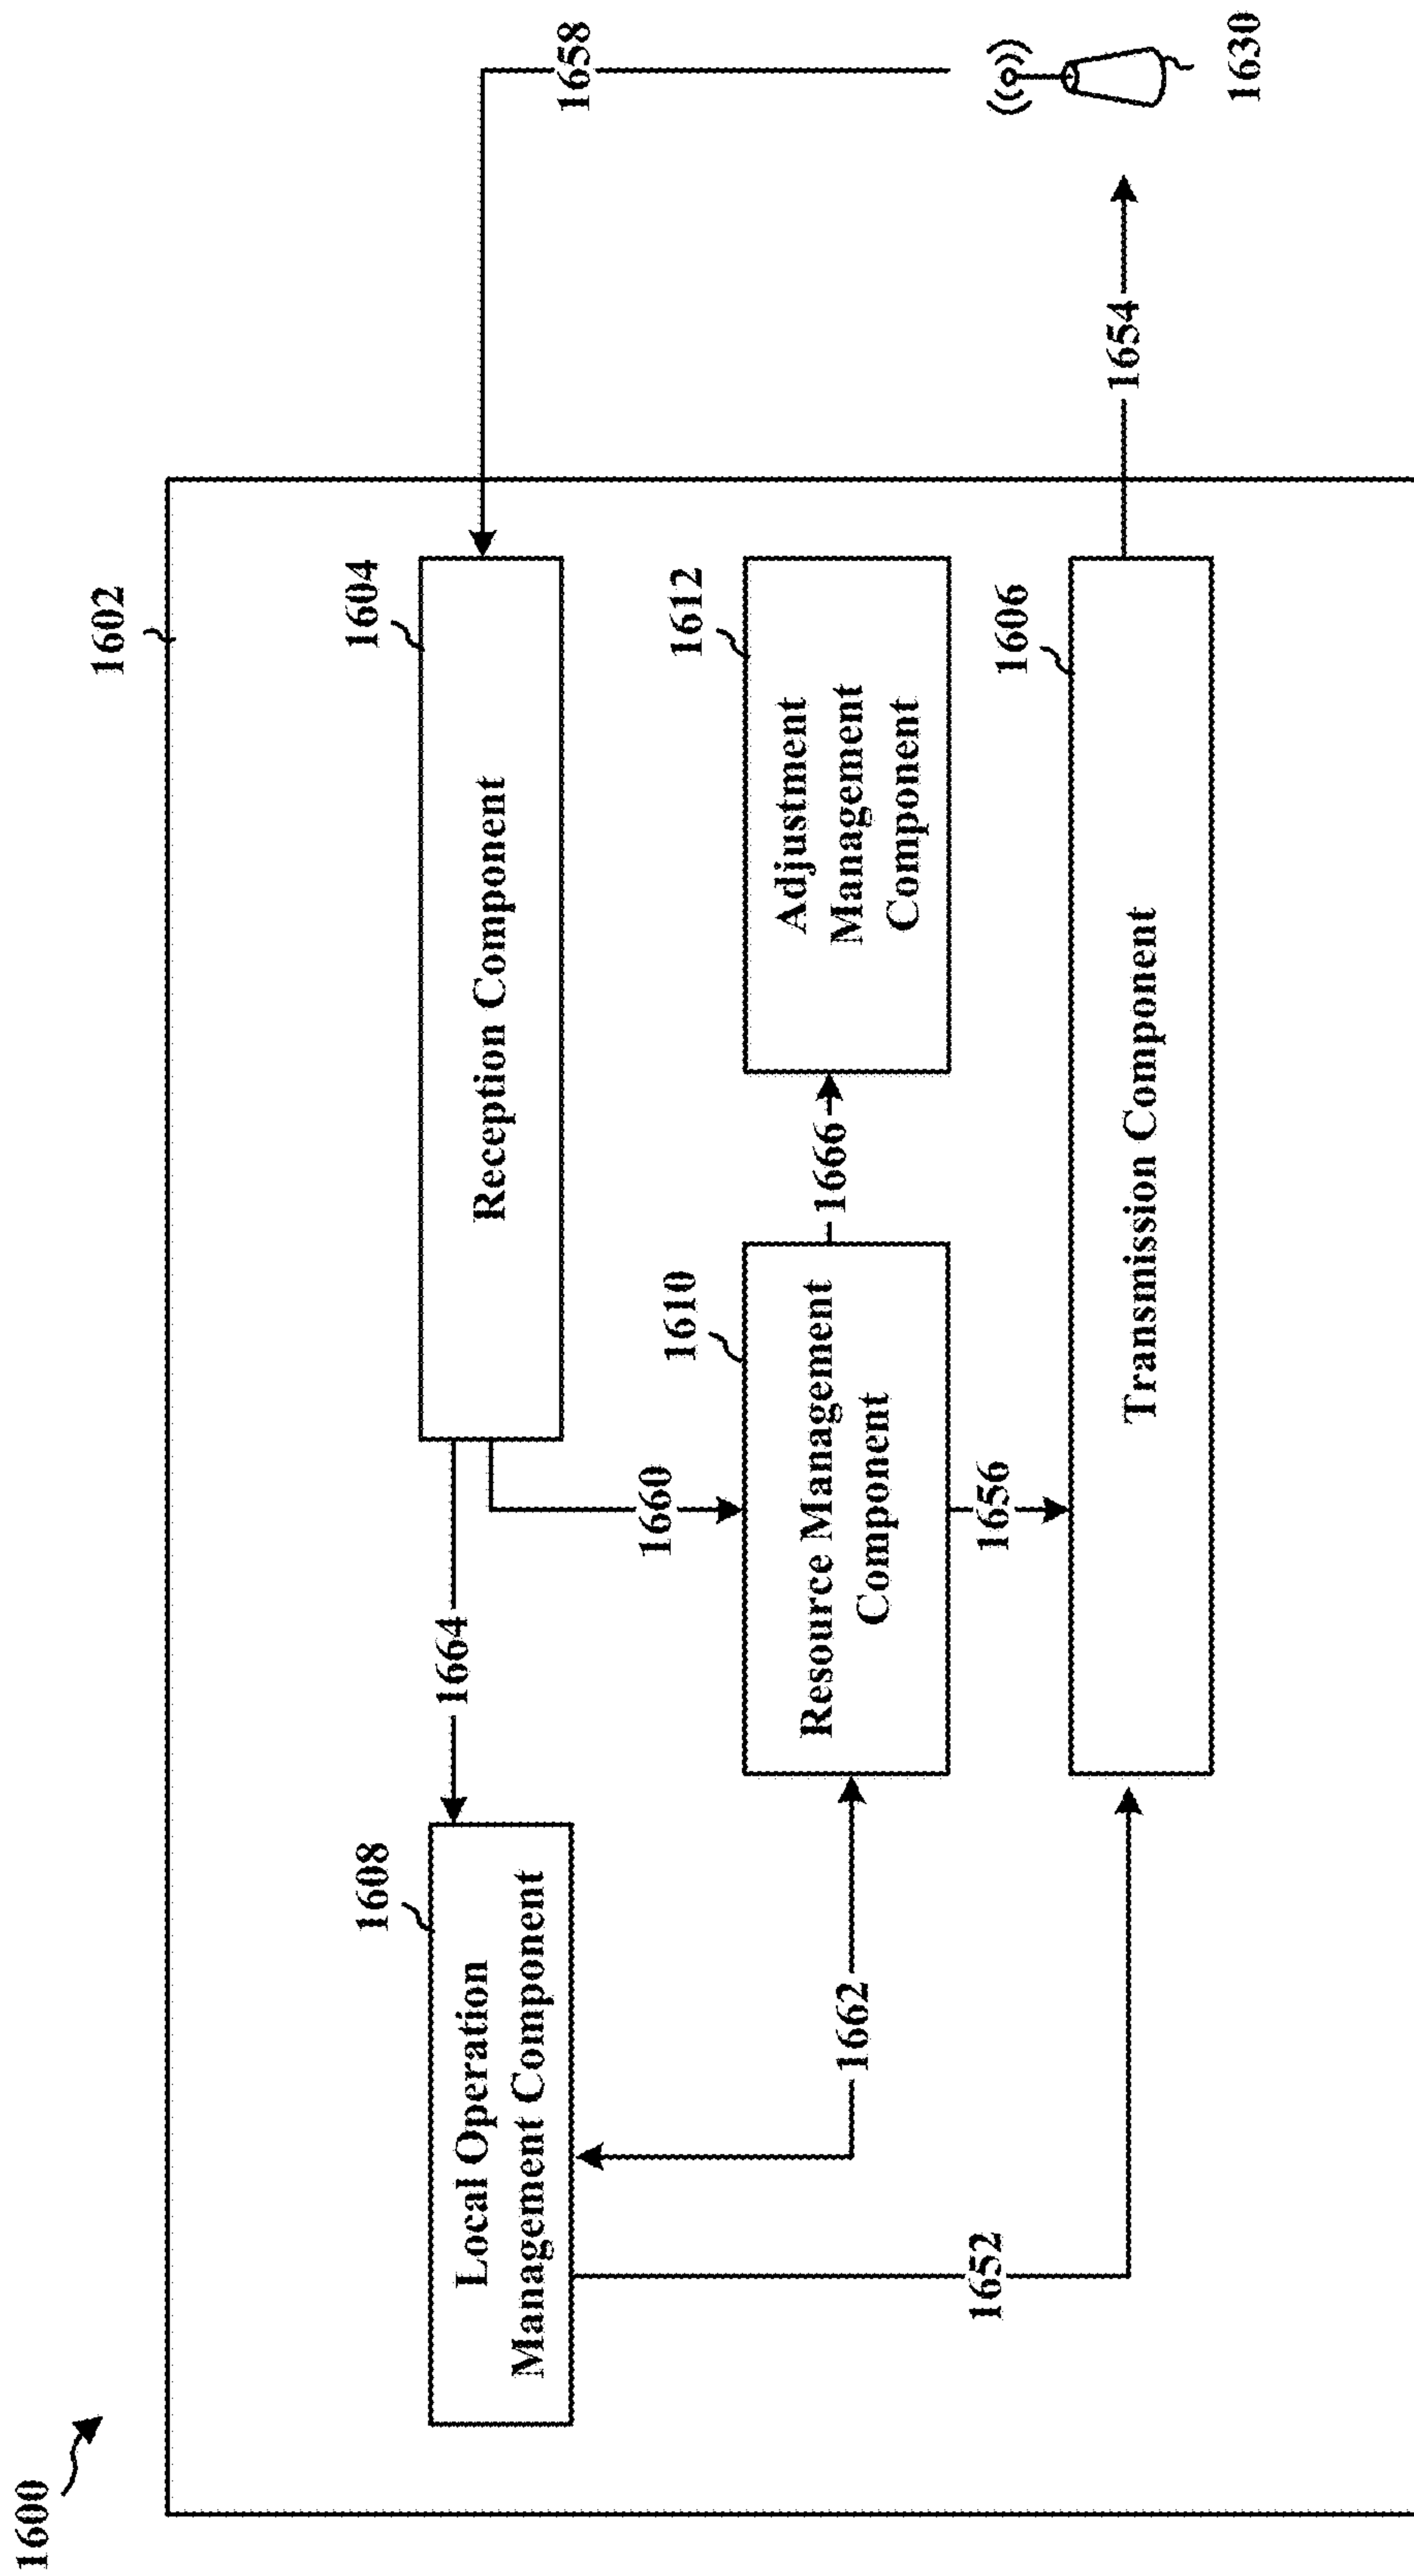 1600
1602
1658
1604
Reception Component
1664
1608
Local Operation
Management Component
1660
1612
Adjustment
Management
Component
1666
1610
Resource Management
Component
1662
1656
1606
Transmission Component
1654
1652
1630